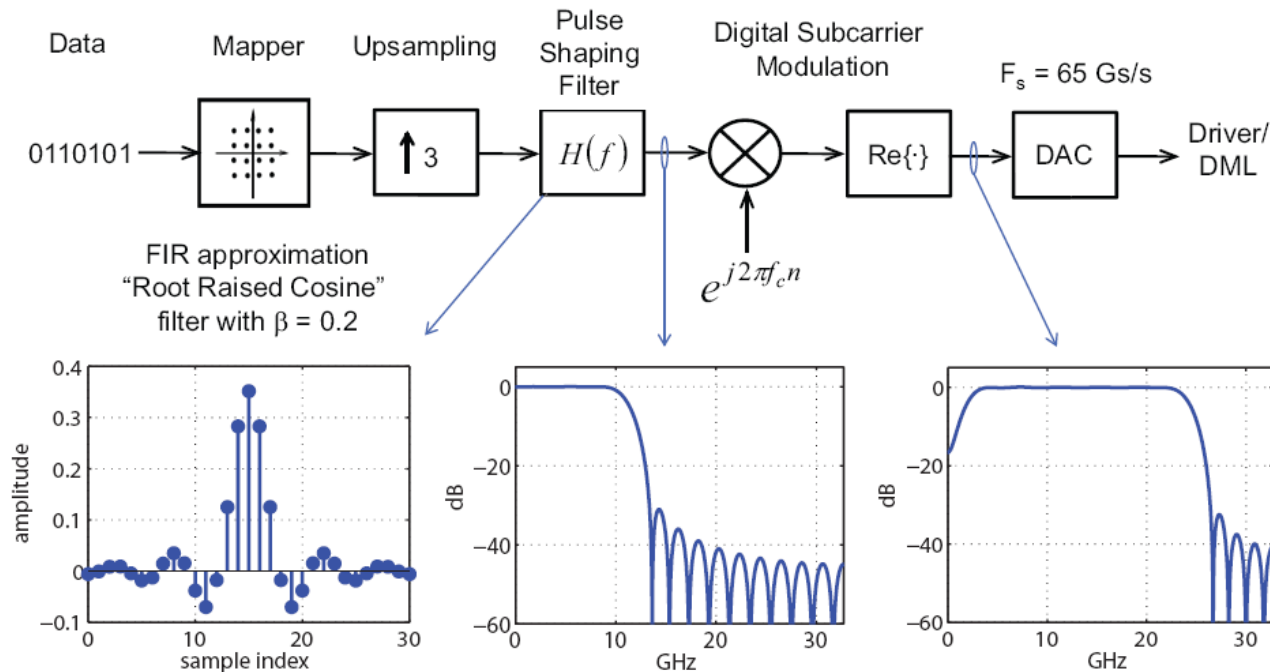 Data
Mapper
Upsampling
Pulse
Shaping
Filter
Digital Subcarrier
Modulation
F_s = 65 Gs/s
0110101
3
H(f)
Re{·}
DAC
Driver/
DML
e^{j2πf_c n}
FIR approximation
“Root Raised Cosine”
filter with β = 0.2
0.4
0.3
0.2
0.1
0
−0.1
amplitude
0 10 20 30
sample index
0
−20
−40
−60
dB
0 10 20 30
GHz
0
−20
−40
−60
dB
0 10 20 30
GHz